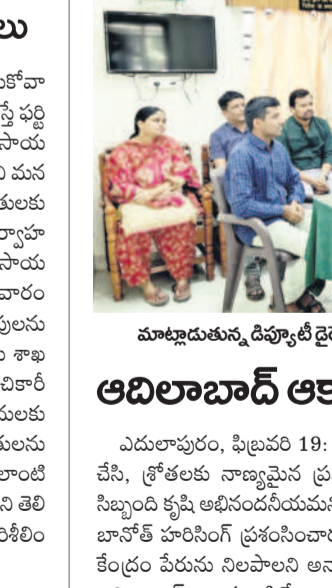 లు
కోవా
స్తే ఫర్టి
సాయ
మన
తులకు
ర్వాహ
సాయ
వారం
పులను
శాఖ
చికారీ
దులకు
తులను
లాంటి
ని తెలి
రిశీలిం
మాట్లాడుతున్న డిప్యూటీ డైరె
ఆదిలాబాద్ ఆకా
ఎదులాపురం, ఫిబ్రవరి 19:
చేసి, శ్రోతలకు నాణ్యమైన ప్ర
సిబ్బంది కృషి అభినందనీయమని
బానోత్ హరిసింగ్ ప్రశంసించారు
కేంద్రం పేరును నిలపాలని